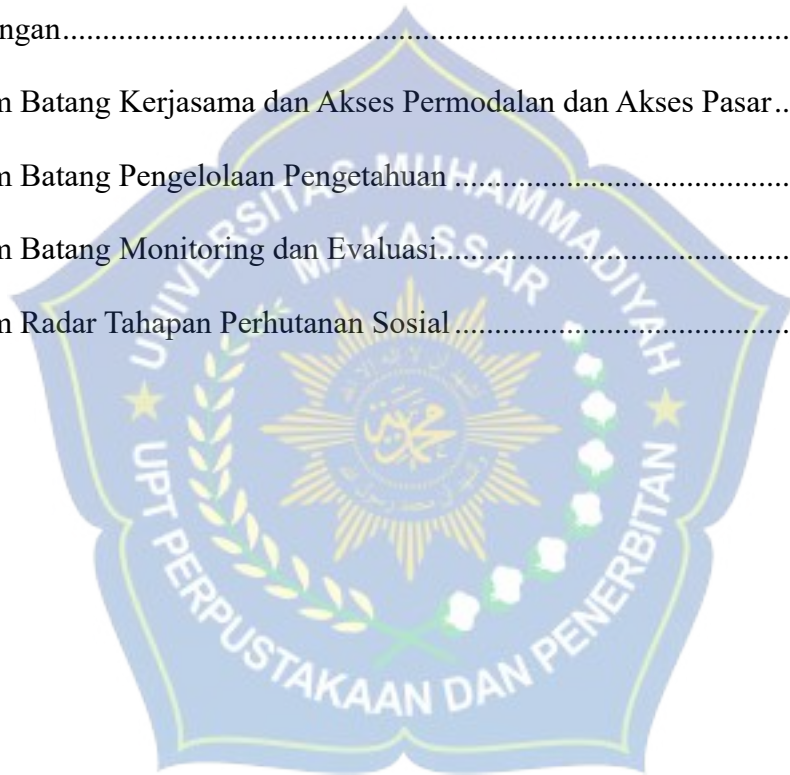 ngan........................................................................................
m Batang Kerjasama dan Akses Permodalan dan Akses Pasar..
m Batang Pengelolaan Pengetahuan..........................................
m Batang Monitoring dan Evaluasi............................................
m Radar Tahapan Perhutanan Sosial..........................................
UNIVERSITAS MUHAMMADIYAH
MAKASSAR
UPT PERPUSTAKAAN DAN PENERBITAN